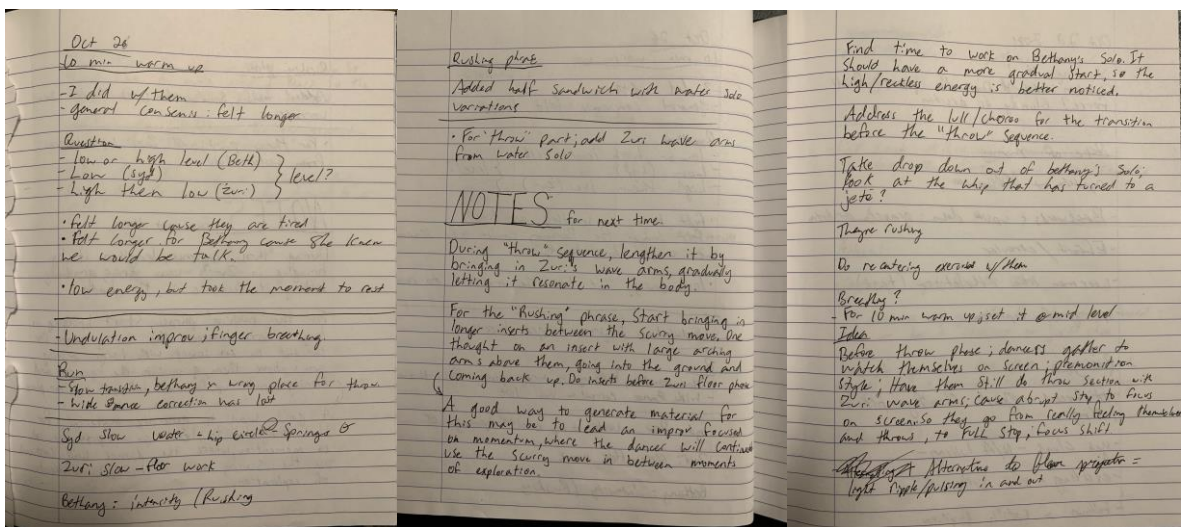 Oct 26
10 min warm up
- I did w/ them
- general consenis: felt longer
Question
- Low or high level (Beth)
- Low (syd)
- high then low (Zuri)
level?
• felt longer cause they are tired
• Felt longer for Bethany cause she knew
we would be talk.
• low energy, but took the moment to rest
- Undulation improv; finger breathing.
Run
- Slow transition, bethany in wrong place for throw
- Wide stance correction has lost
Syd slow water - hip circle
Zuri slow - floor work
Bethany: intensity / Rushing
Rushing phrase
Added half sandwich with water solo
variations
• For "throw" part; add Zuri wave arms
from water solo
NOTES for next time.
During "throw" sequence, lengthen it by
bringing in Zuri's wave arms, gradually
letting it resonate in the body.
For the "Rushing" phrase, Start bringing in
longer inserts between the scurry move. One
thought on an insert with large arching
arms above them, going into the ground and
coming back up. Do inserts before Zuris floor phrase
A good way to generate material for
this may be to lead an improv focused
on momentum, where the dancer will continue
use the scurry move in between moments
of exploration.
Find time to work on Bethany's Solo. It
should have a more gradual start, so the
high/reckless energy is better noticed.
Address the lull/choreo for the transition
before the "throw" sequence.
Take drop down out of bethany's solo;
look at the whip that has turned to a
jeté?
Theyre rushing
Do recentering exercises w/ them
Breathing?
- For 10 min warm up; set it @ mid level
Idea
Before throw phase; dancers gather to
watch themselves on screen; premonition
style; Have them still do throw section with
Zuri wave arms; cause abrupt stop, to focus
on screen. So they go from really feeling themselves
and throws, to FULL Stop, focus shift
Alternative to projection =
light ripple/pulsing in and out